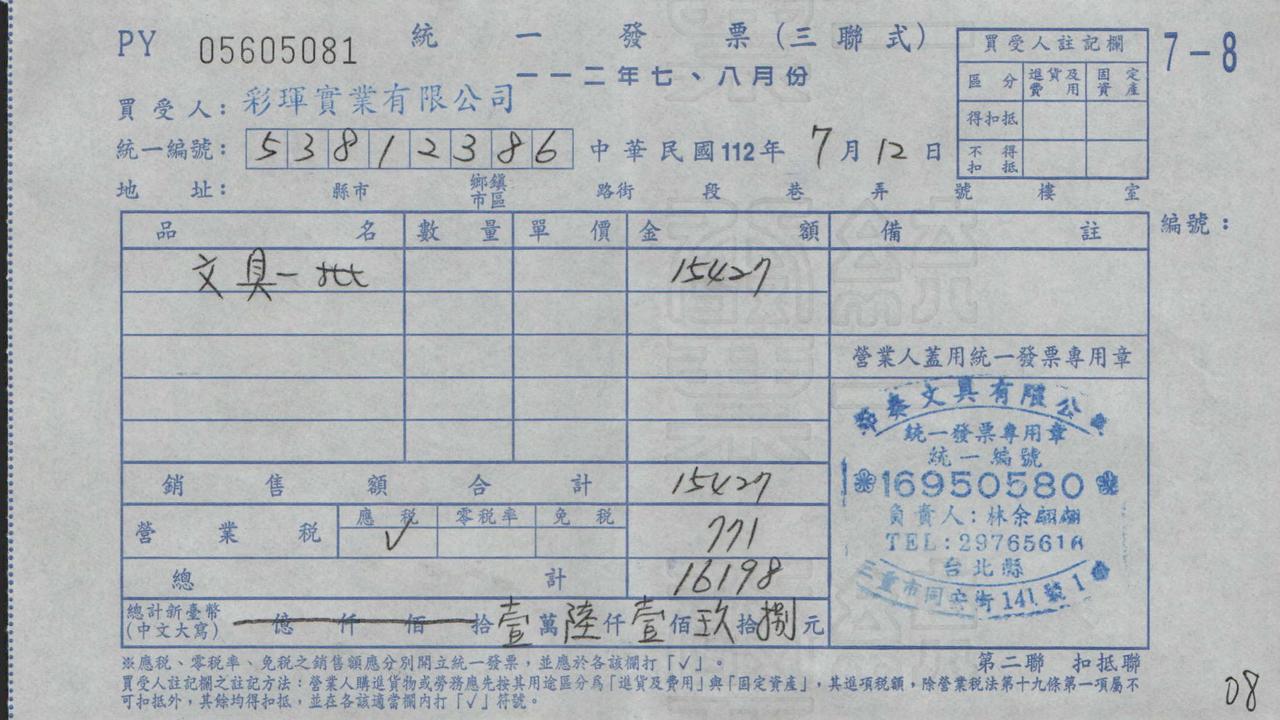 PY 05605081 統一發票(三聯式)
一一二年七、八月份
7-8
買受人註記欄
區分 進貨及費用 固定資產
得扣抵
不得扣抵
買受人: 彩琿實業有限公司
統一編號: 53812386 中華民國112年7月12日
地址: 縣市 鄉鎮市區 路街 段 巷 弄 號 樓 室
編號:
品名 數量 單價 金額 備註
文具一批 15427
營業人蓋用統一發票專用章
泰文具有限公
統一發票專用章
統一編號
16950580
負責人:林余翩翩
TEL:2976561
台北縣
三重市同安街141號1
銷售額合計 15427
營業稅 應稅 零稅率 免稅
✓ 771
總計 16198
總計新臺幣(中文大寫) 億仟佰拾壹萬陸仟壹佰玖拾捌元
※應稅、零稅率、免稅之銷售額應分別開立統一發票,並應於各該欄打「✓」。
第二聯 扣抵聯
買受人註記欄之註記方法:營業人購進貨物或勞務應先按其用途區分為「進貨及費用」與「固定資產」,其進項稅額,除營業稅法第十九條第一項屬不
可扣抵外,其餘均得扣抵,並在各該適當欄內打「✓」符號。
08